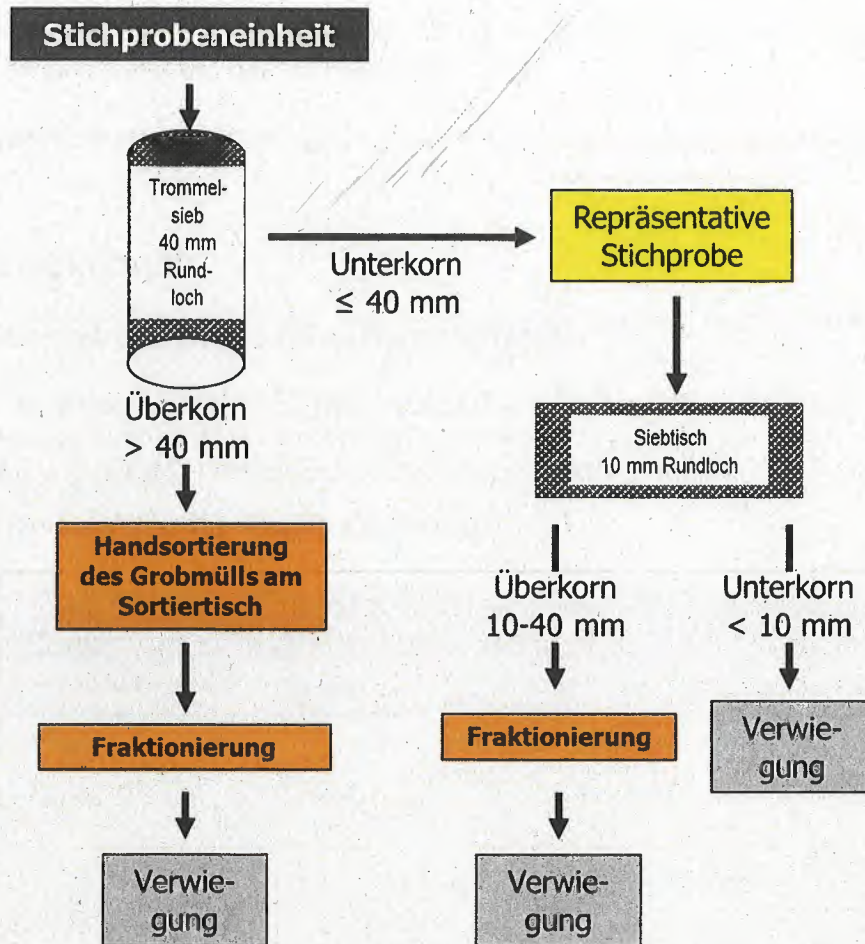 Stichprobeneinheit
Trommel-
sieb
40 mm
Rund-
loch
Unterkorn
≤ 40 mm
Repräsentative
Stichprobe
Überkorn
> 40 mm
Siebtisch
10 mm Rundloch
Handsortierung
des Grobmülls am
Sortiertisch
Überkorn
10-40 mm
Unterkorn
< 10 mm
Fraktionierung
Fraktionierung
Verwie-
gung
Verwie-
gung
Verwie-
gung